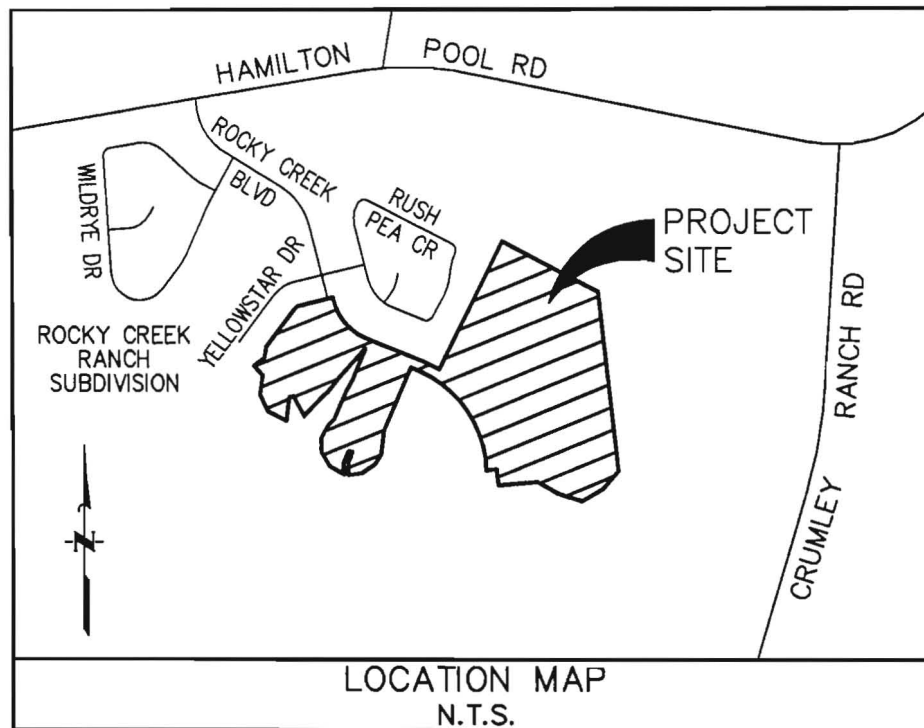 HAMILTON
POOL RD
ROCKY CREEK
BLVD
WILDRYE DR
RUSH
PEA CR
YELLOWSTAR DR
PROJECT
SITE
ROCKY CREEK
RANCH
SUBDIVISION
CRUMLEY
RANCH RD
N
LOCATION MAP
N.T.S.